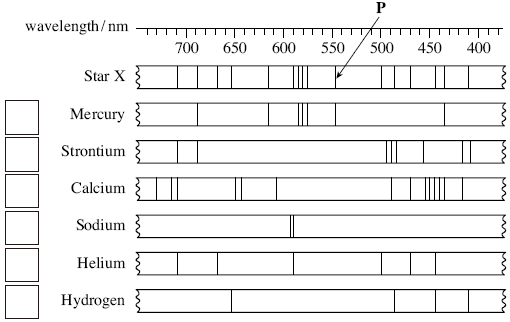 P
wavelength/nm
700 650 600 550 500 450 400
Star X
Mercury
Strontium
Calcium
Sodium
Helium
Hydrogen